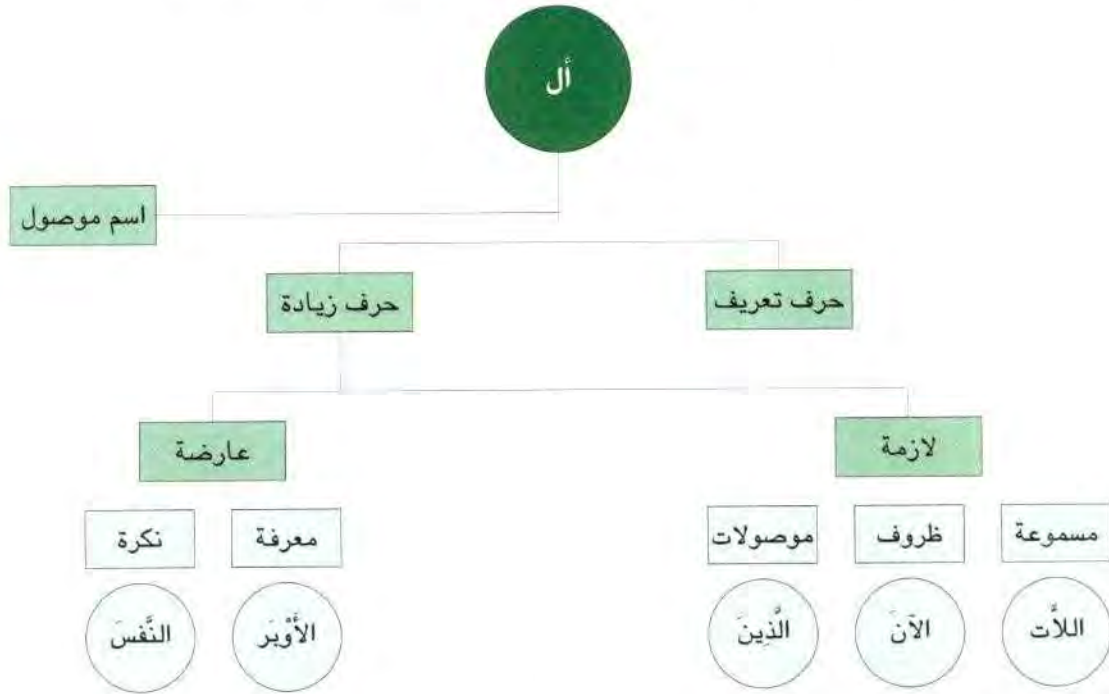 أل
اسم موصول
حرف تعريف
حرف زيادة
لازمة
عارضة
مسموعة
ظروف
موصولات
معرفة
نكرة
اللاَّت
الآنَ
الَّذِينَ
الأَوْبَر
النَّفسَ